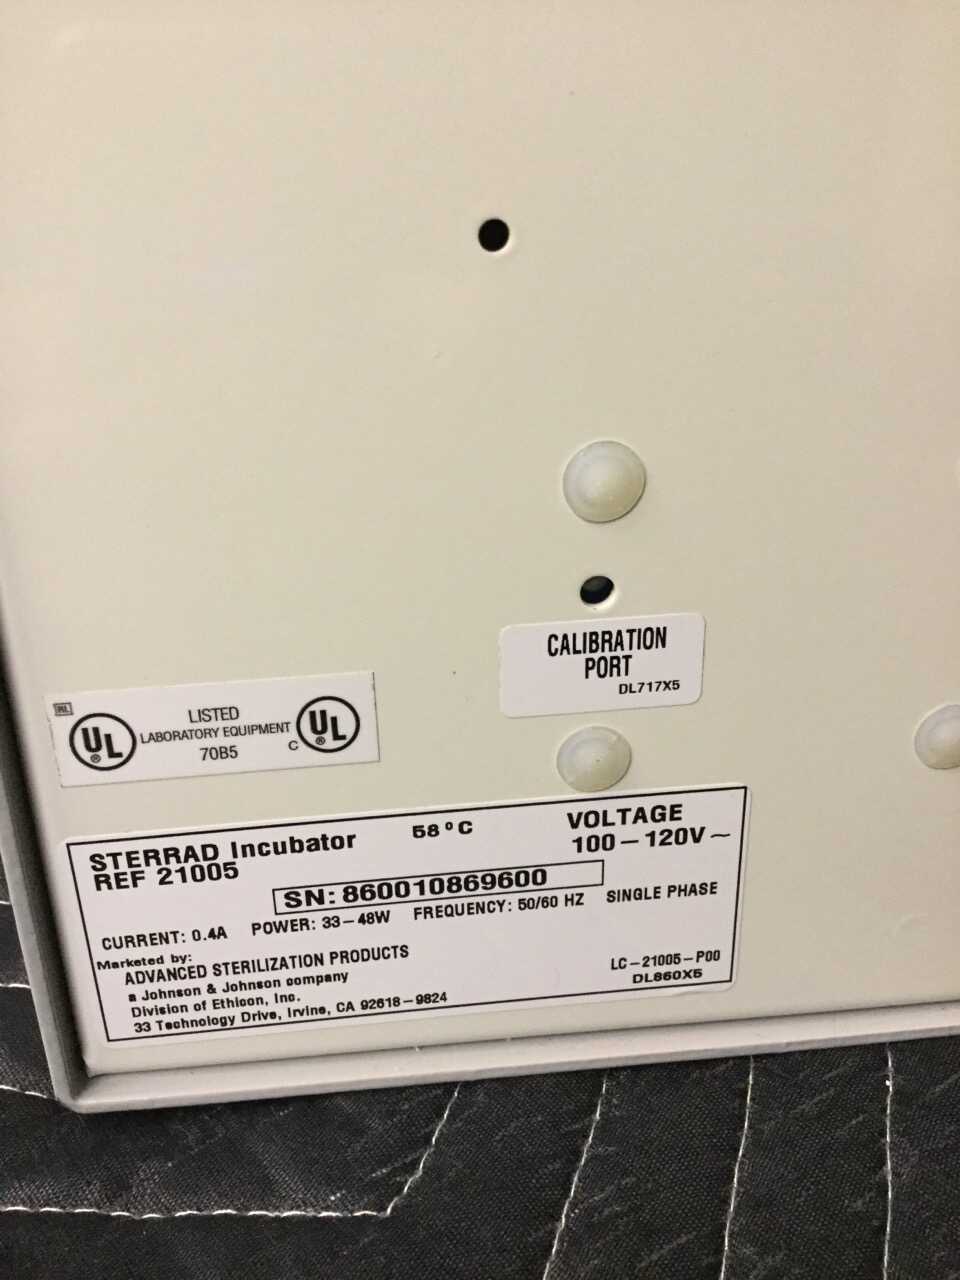 CALIBRATION
PORT
DL717X5
UL
LISTED
LABORATORY EQUIPMENT
70B5
C
UL
STERRAD Incubator
58°C
VOLTAGE
REF 21005
100-120V~
SN: 860010869600
CURRENT: 0.4A POWER: 33-48W FREQUENCY: 50/60 HZ SINGLE PHASE
Marketed by:
ADVANCED STERILIZATION PRODUCTS
a Johnson & Johnson company
Division of Ethicon, Inc.
33 Technology Drive, Irvine, CA 92618-9824
LC-21005-P00
DL860X5